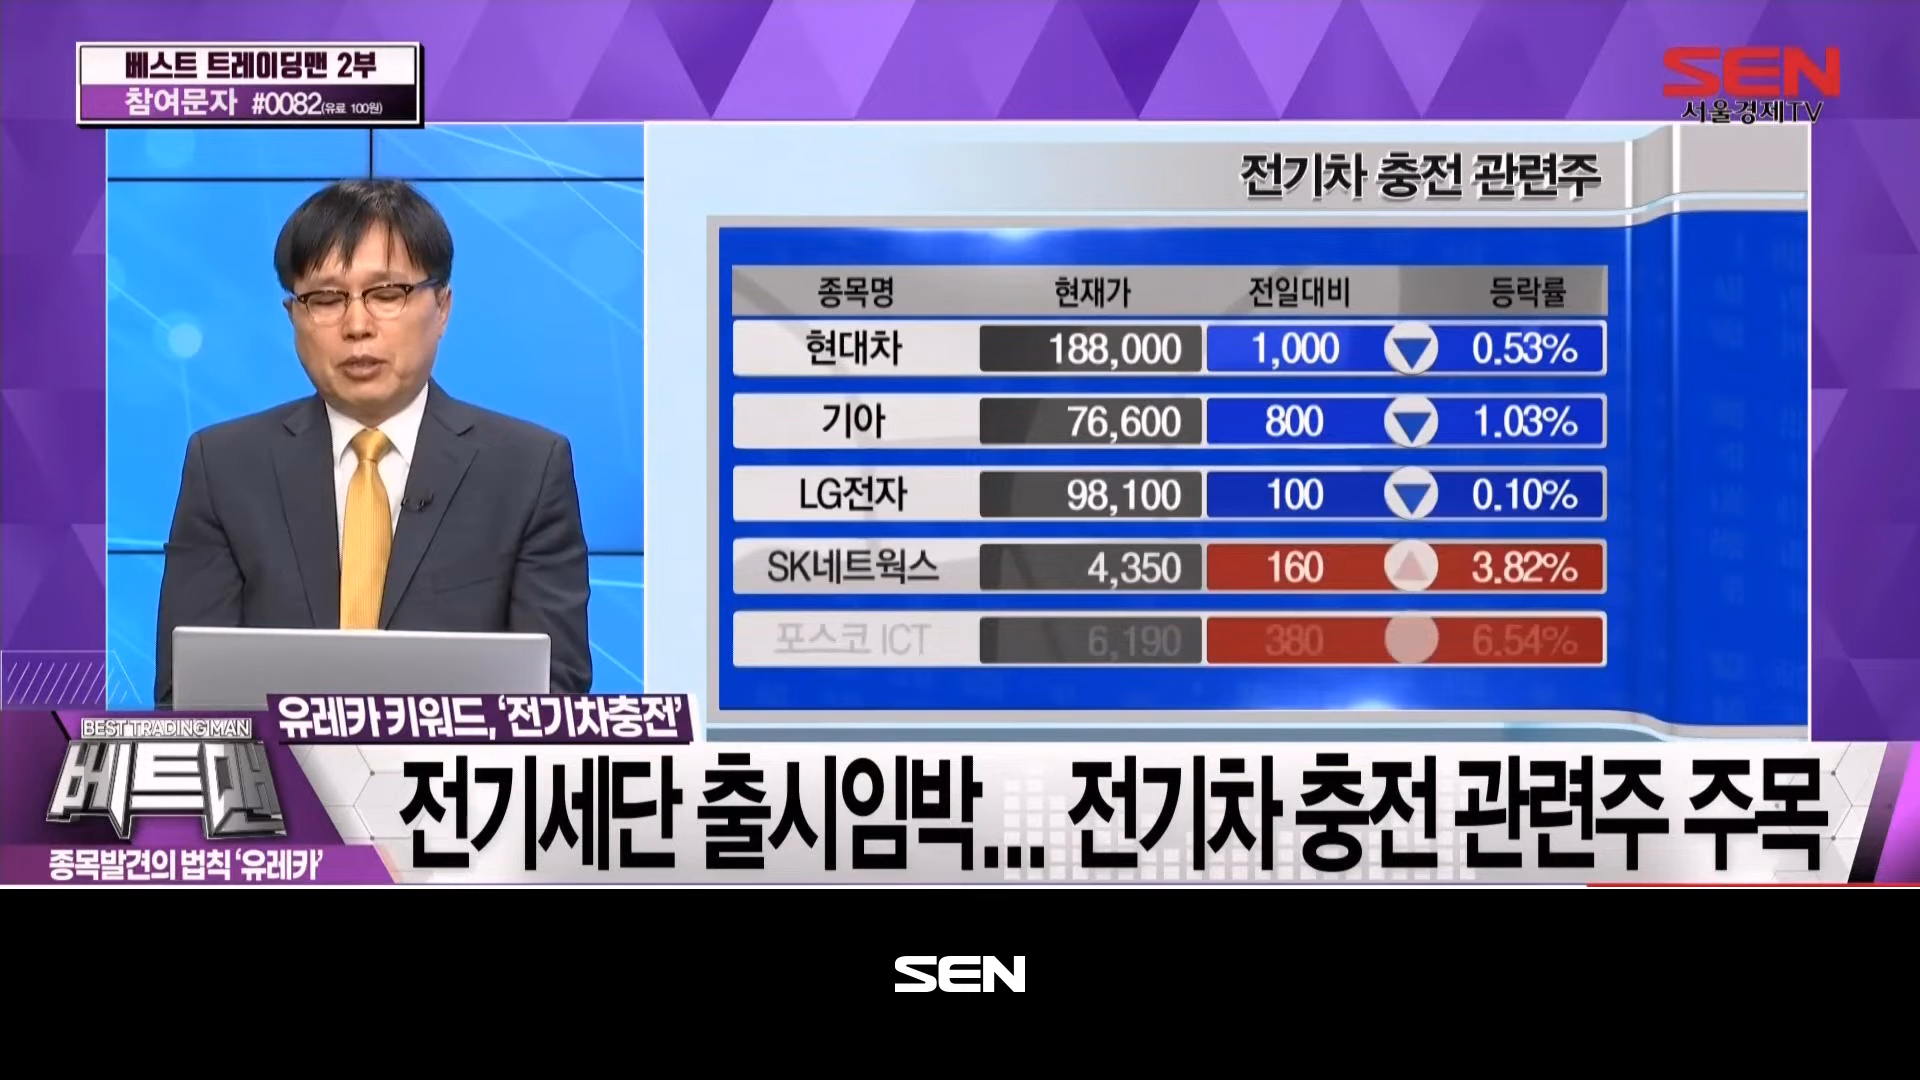 베스트 트레이딩맨 2부
참여문자 #0082(유료 100원)
SEN
서울경제TV
전기차 충전 관련주
종목명 현재가 전일대비 등락률
현대차 188,000 1,000 ▼ 0.53%
기아 76,600 800 ▼ 1.03%
LG전자 98,100 100 ▼ 0.10%
SK네트웍스 4,350 160 ▲ 3.82%
포스코 ICT 6,190 380 6.54%
유레카 키워드, ‘전기차충전’
BEST TRADING MAN
베트맨
전기세단 출시임박... 전기차 충전 관련주 주목
종목발견의 법칙 ‘유레카’
SEN